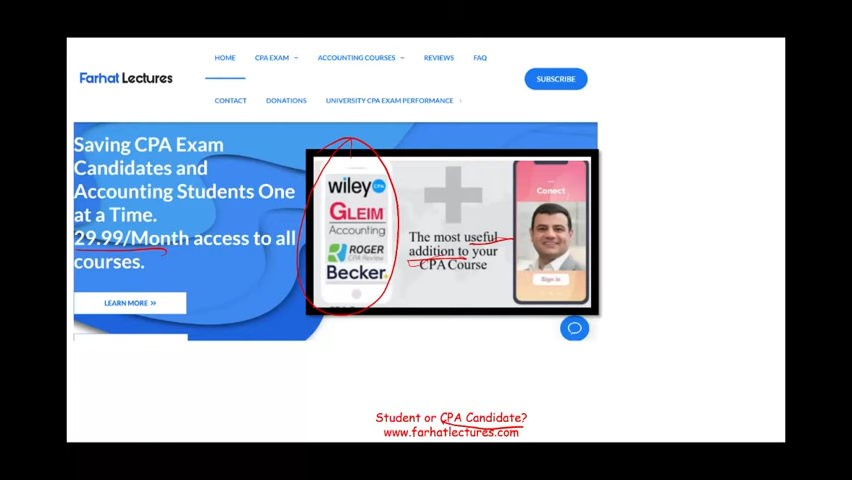 HOME
CPA EXAM
ACCOUNTING COURSES
REVIEWS
FAQ
Farhat Lectures
SUBSCRIBE
CONTACT
DONATIONS
UNIVERSITY CPA EXAM PERFORMANCE
Saving CPA Exam
Candidates and
Accounting Students One
at a Time.
29.99/Month access to all
courses.
LEARN MORE >>
wiley CPA
GLEIM
Accounting
ROGER
CPA Review
Becker.
The most useful
addition to your
CPA Course
Conect
Sign in
Student or CPA Candidate?
www.farhatlectures.com